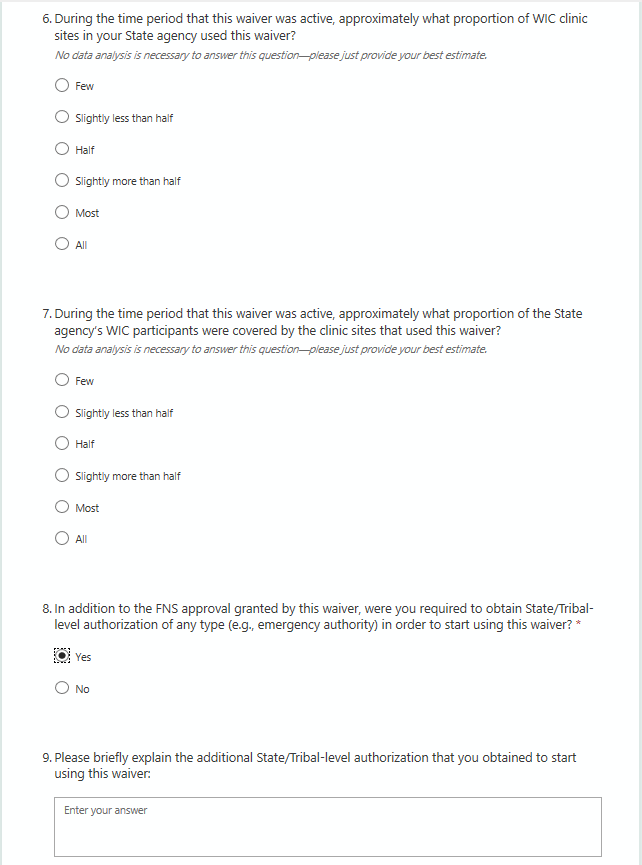 6. During the time period that this waiver was active, approximately what proportion of WIC clinic
sites in your State agency used this waiver?
No data analysis is necessary to answer this question—please just provide your best estimate.
Few
Slightly less than half
Half
Slightly more than half
Most
All
7. During the time period that this waiver was active, approximately what proportion of the State
agency's WIC participants were covered by the clinic sites that used this waiver?
No data analysis is necessary to answer this question—please just provide your best estimate.
Few
Slightly less than half
Half
Slightly more than half
Most
All
8. In addition to the FNS approval granted by this waiver, were you required to obtain State/Tribal-
level authorization of any type (e.g., emergency authority) in order to start using this waiver? *
Yes
No
9. Please briefly explain the additional State/Tribal-level authorization that you obtained to start
using this waiver:
Enter your answer